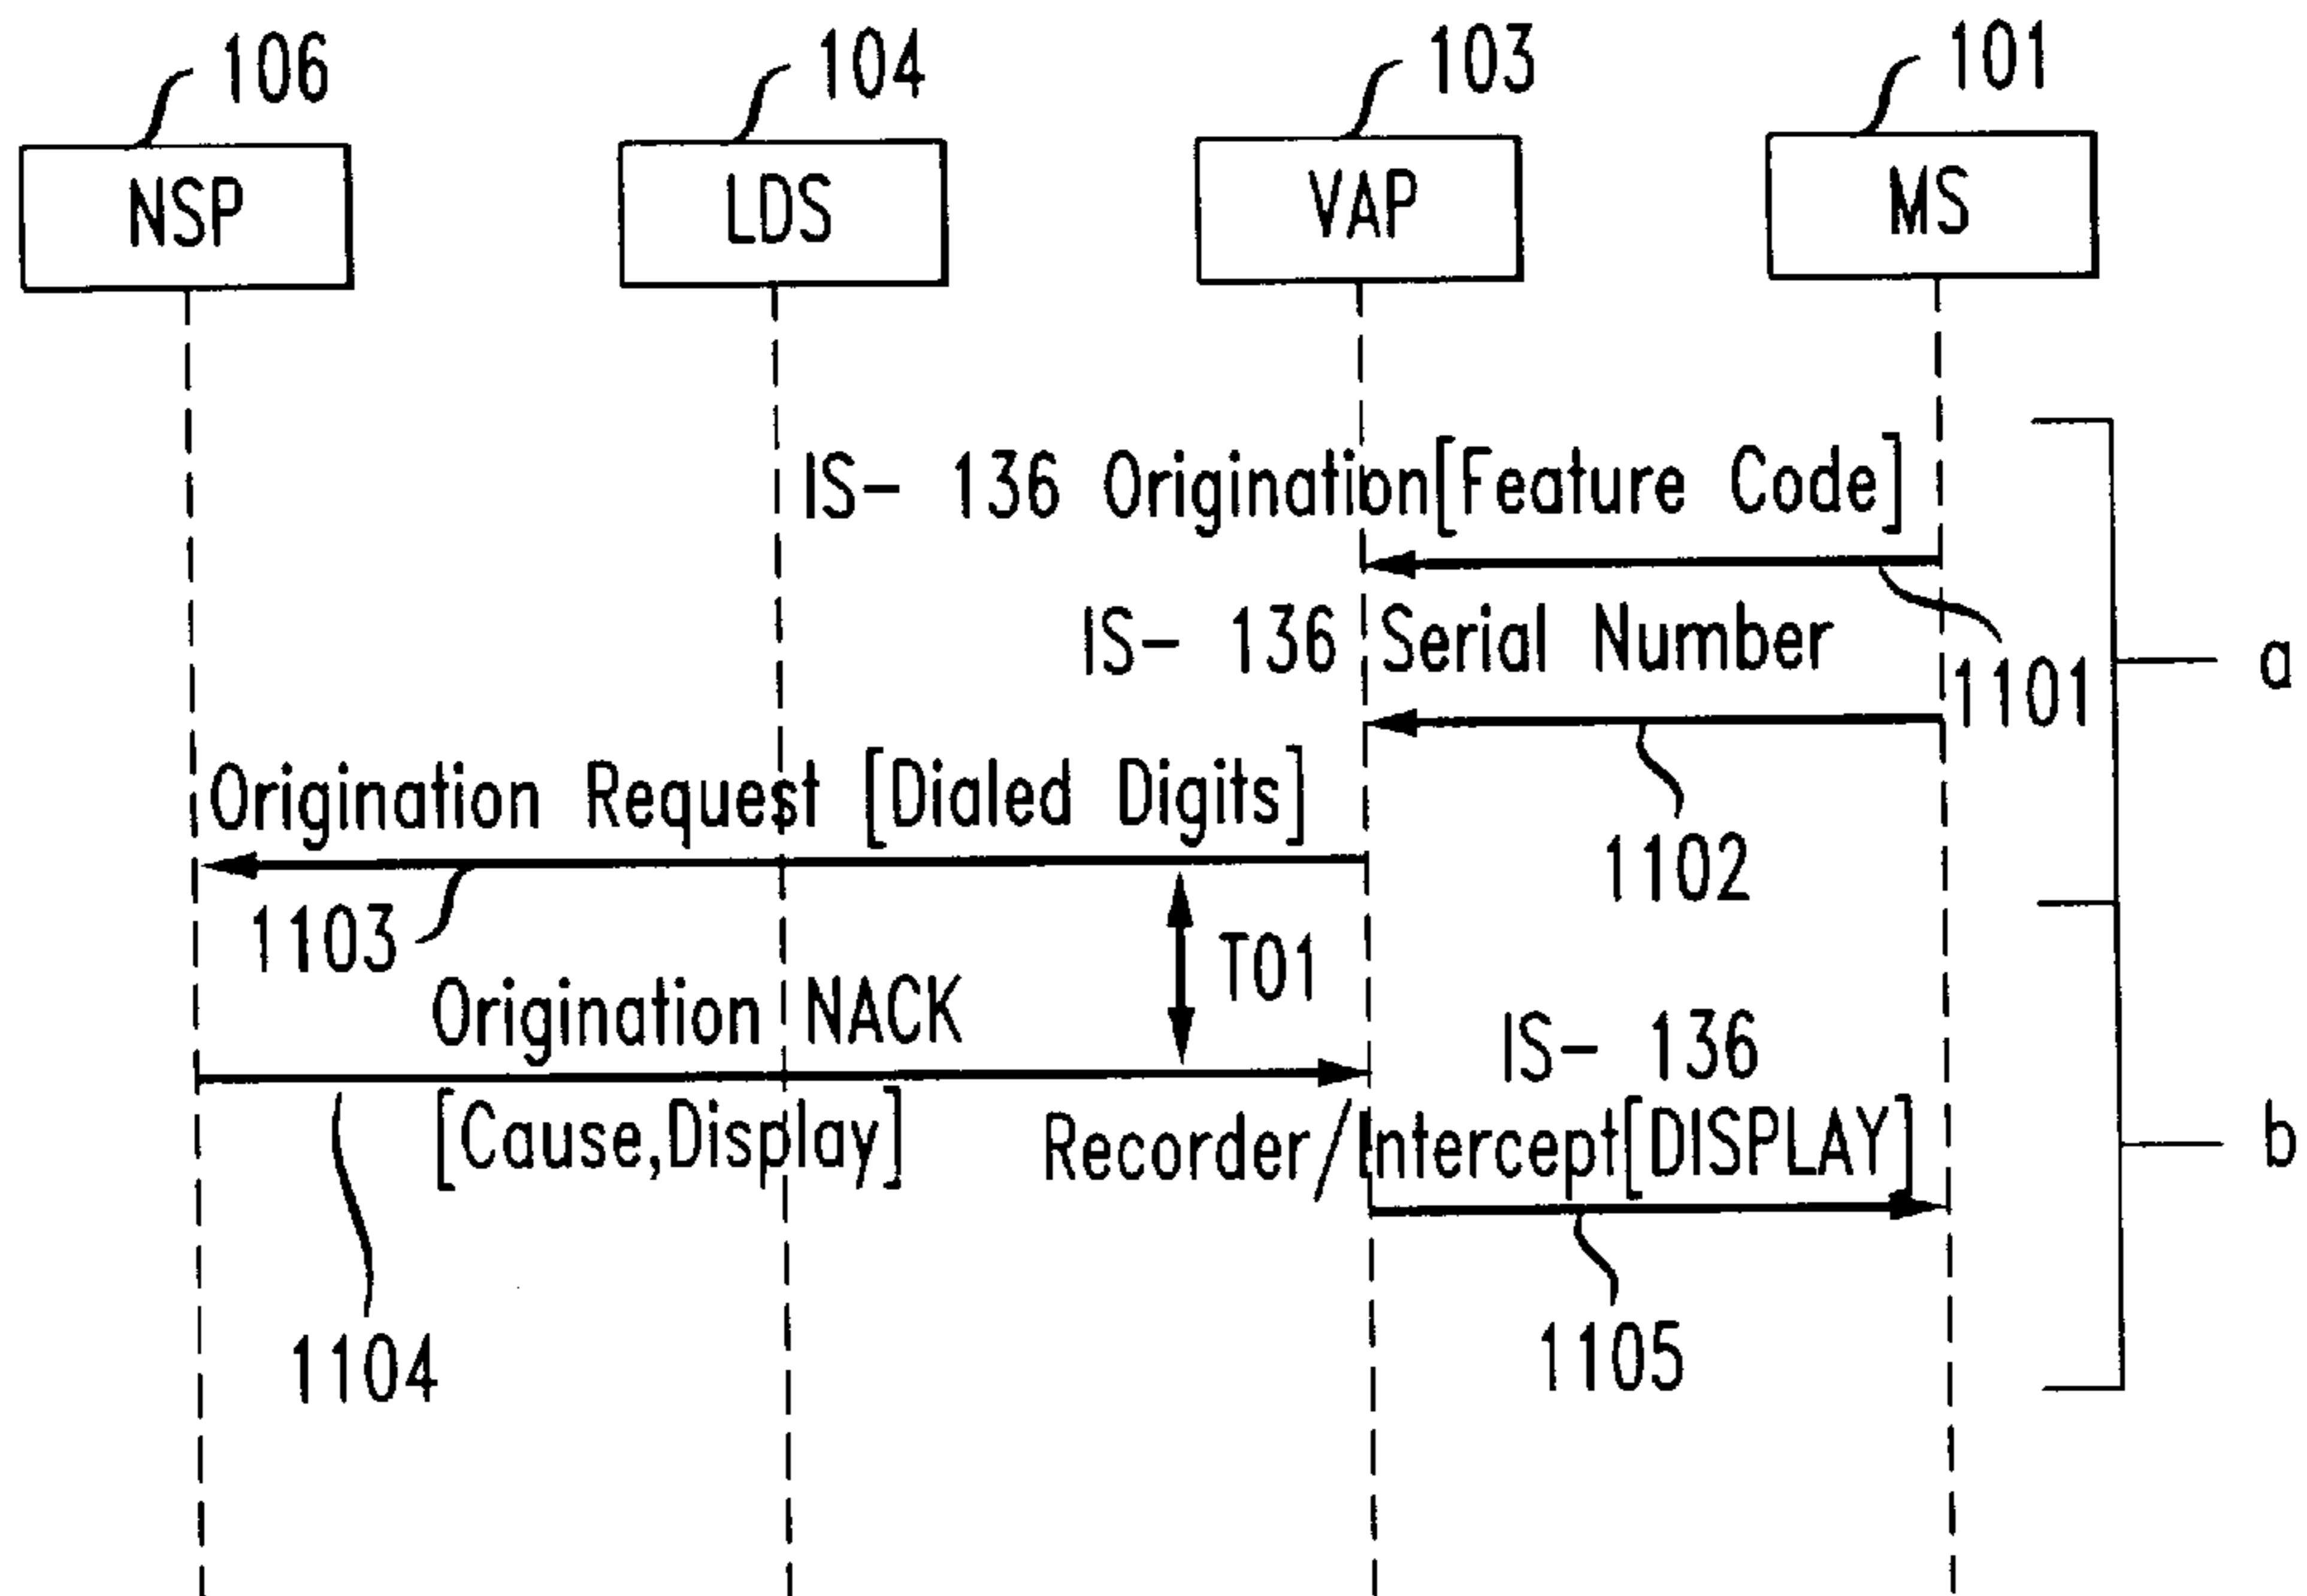 106
104
103
101
NSP
LDS
VAP
MS
IS- 136 Origination[Feature Code]
IS- 136 Serial Number
1101
a
Origination Request [Dialed Digits]
1102
1103
T01
Origination NACK
[Cause,Display]
IS- 136
Recorder/Intercept[DISPLAY]
b
1104
1105